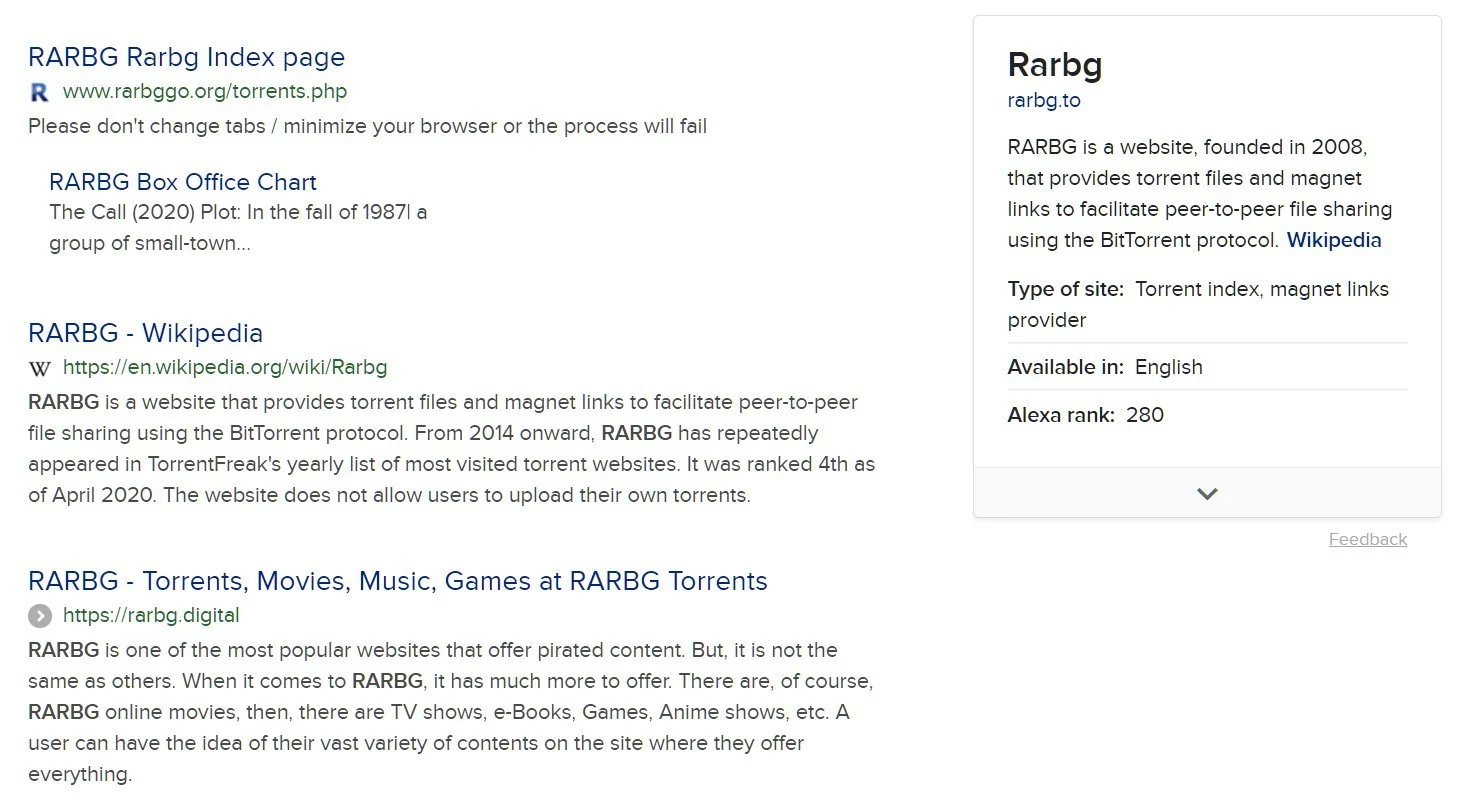 RARBG Rarbg Index page
www.rarbggo.org/torrents.php
Please don't change tabs / minimize your browser or the process will fail
RARBG Box Office Chart
The Call (2020) Plot: In the fall of 1987| a
group of small-town...
RARBG - Wikipedia
W https://en.wikipedia.org/wiki/Rarbg
RARBG is a website that provides torrent files and magnet links to facilitate peer-to-peer
file sharing using the BitTorrent protocol. From 2014 onward, RARBG has repeatedly
appeared in TorrentFreak's yearly list of most visited torrent websites. It was ranked 4th as
of April 2020. The website does not allow users to upload their own torrents.
RARBG - Torrents, Movies, Music, Games at RARBG Torrents
https://rarbg.digital
RARBG is one of the most popular websites that offer pirated content. But, it is not the
same as others. When it comes to RARBG, it has much more to offer. There are, of course,
RARBG online movies, then, there are TV shows, e-Books, Games, Anime shows, etc. A
user can have the idea of their vast variety of contents on the site where they offer
everything.
Rarbg
rarbg.to
RARBG is a website, founded in 2008,
that provides torrent files and magnet
links to facilitate peer-to-peer file sharing
using the BitTorrent protocol. Wikipedia
Type of site: Torrent index, magnet links
provider
Available in: English
Alexa rank: 280
Feedback